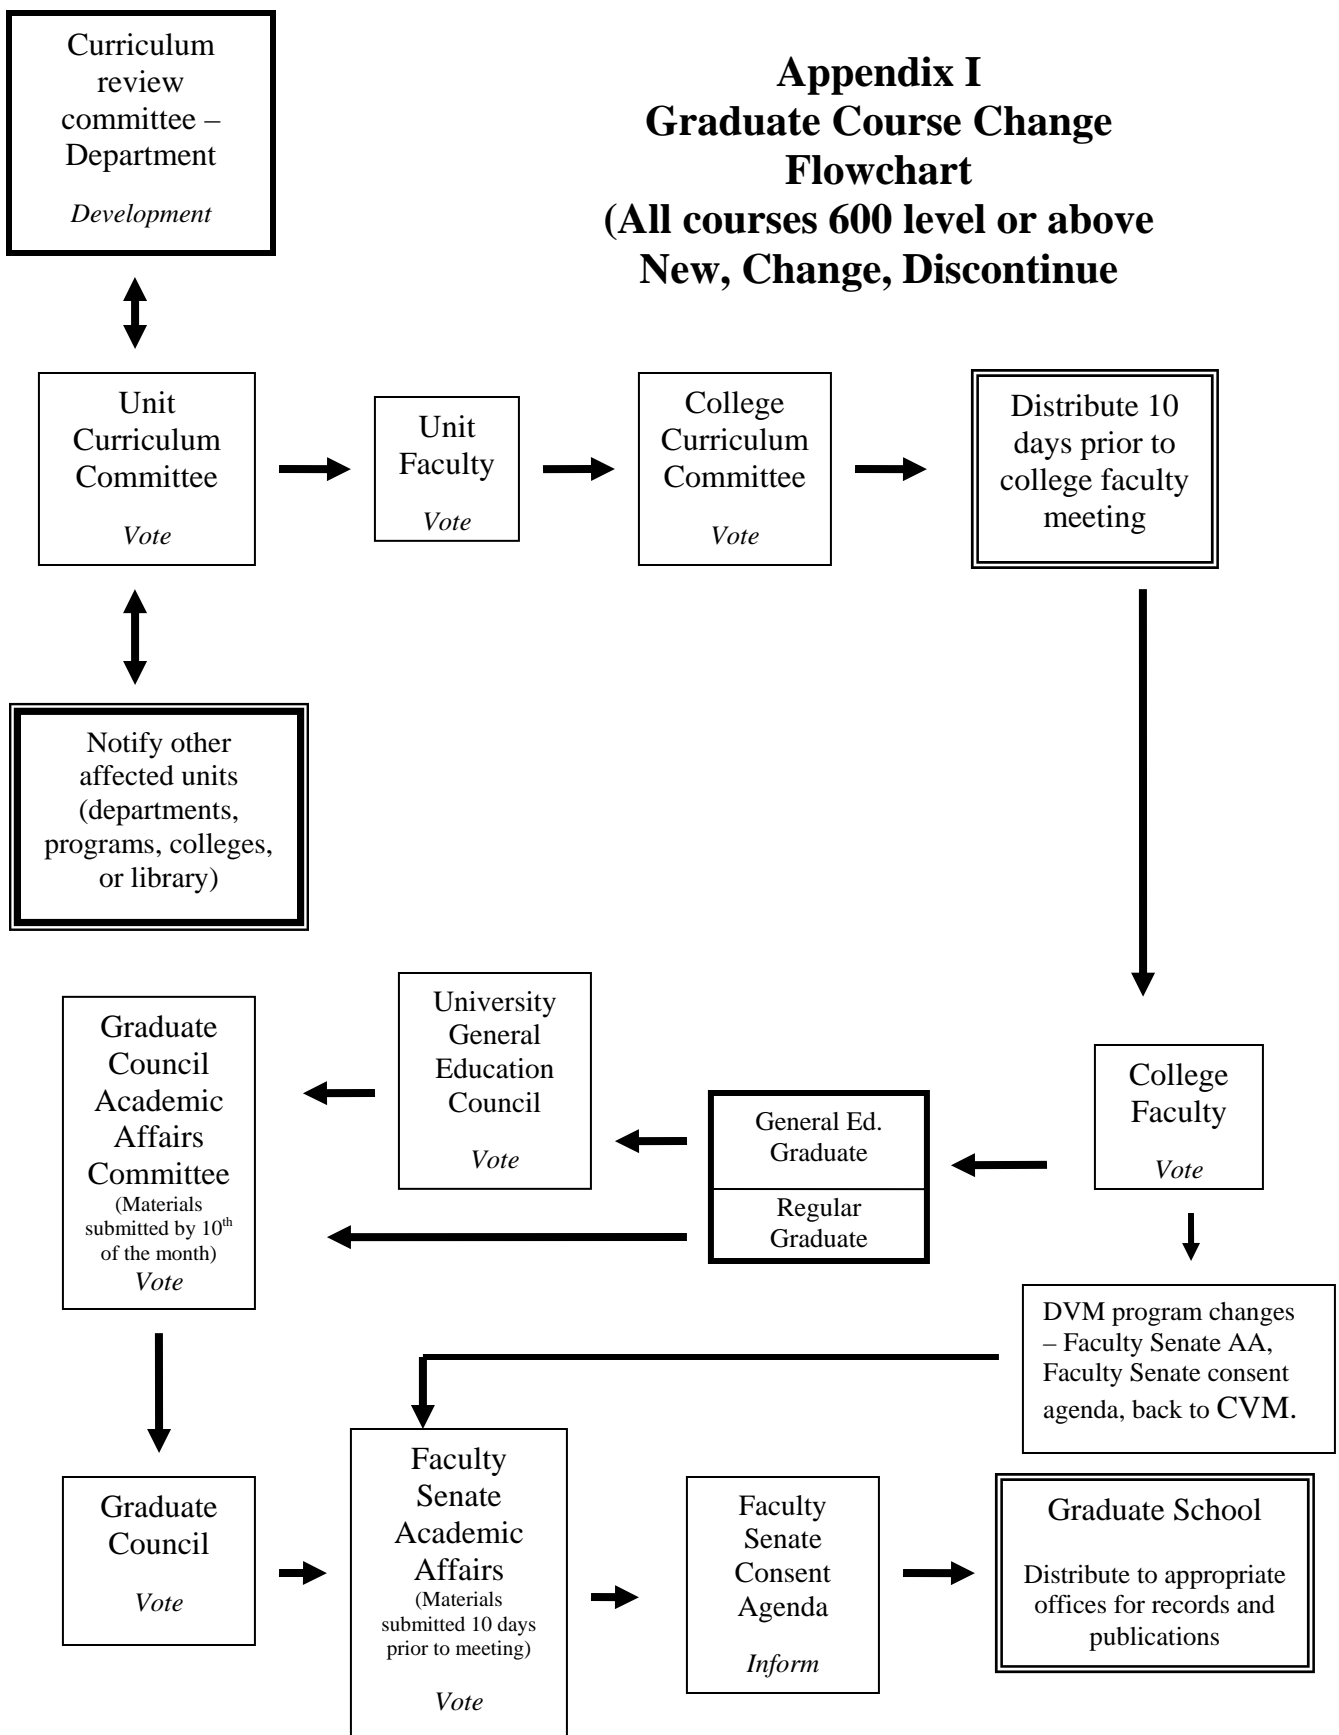 Curriculum
review
committee –
Department
Development
Appendix I
Graduate Course Change
Flowchart
(All courses 600 level or above
New, Change, Discontinue
Unit
Curriculum
Committee
Vote
Unit
Faculty
Vote
College
Curriculum
Committee
Vote
Distribute 10
days prior to
college faculty
meeting
Notify other
affected units
(departments,
programs, colleges,
or library)
Graduate
Council
Academic
Affairs
Committee
(Materials
submitted by 10th
of the month)
Vote
University
General
Education
Council
Vote
General Ed.
Graduate
Regular
Graduate
College
Faculty
Vote
DVM program changes
– Faculty Senate AA,
Faculty Senate consent
agenda, back to CVM.
Graduate
Council
Vote
Faculty
Senate
Academic
Affairs
(Materials
submitted 10 days
prior to meeting)
Vote
Faculty
Senate
Consent
Agenda
Inform
Graduate School
Distribute to appropriate
offices for records and
publications